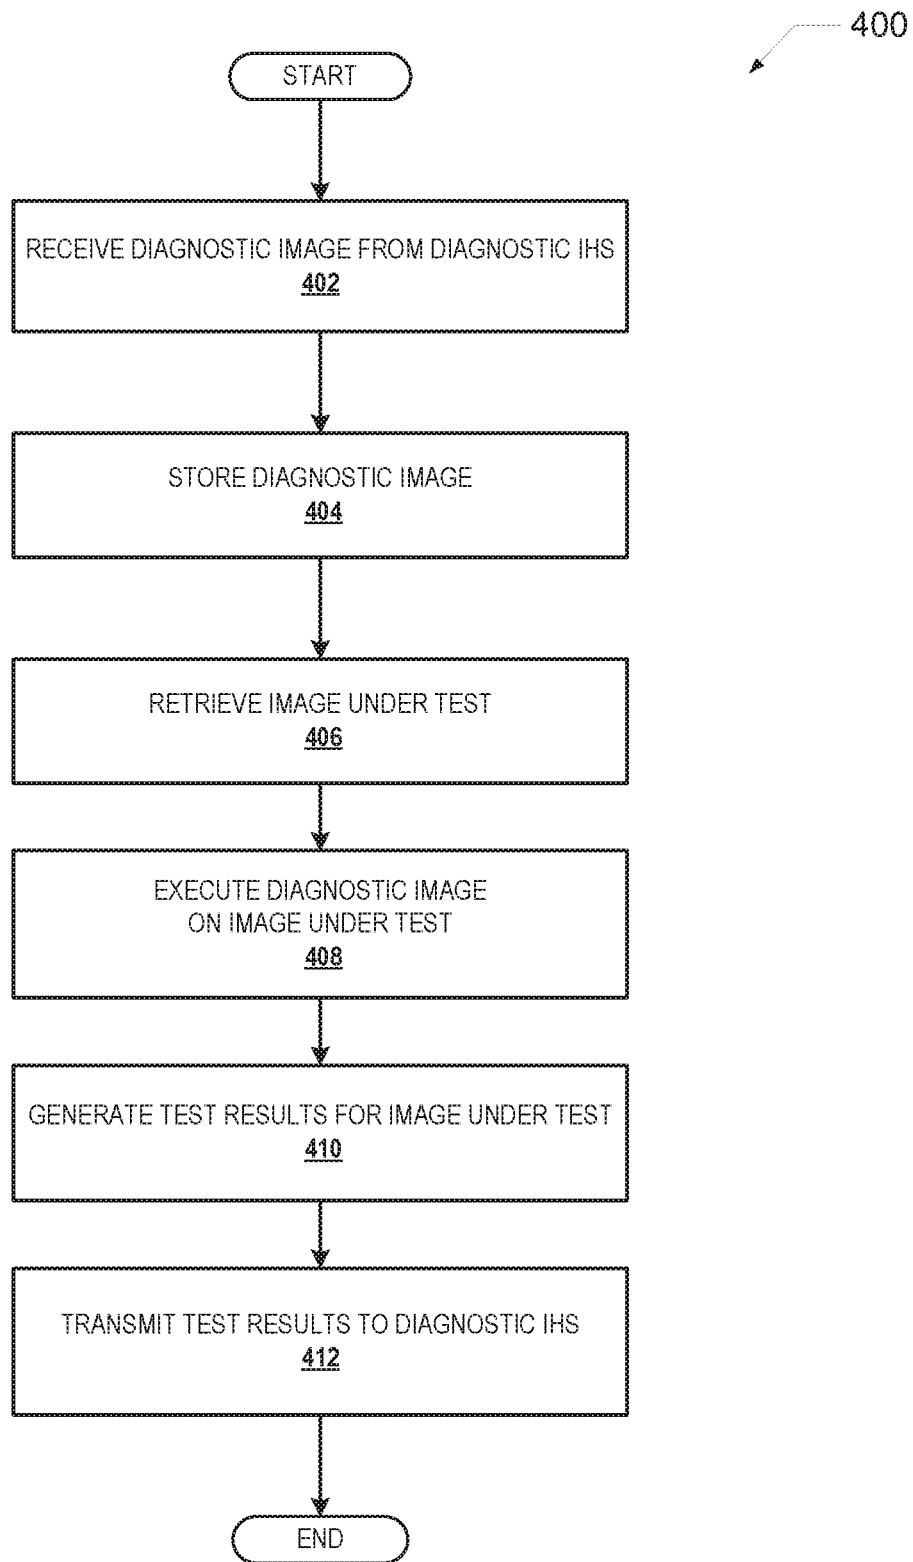 400
START
RECEIVE DIAGNOSTIC IMAGE FROM DIAGNOSTIC IHS
402
STORE DIAGNOSTIC IMAGE
404
RETRIEVE IMAGE UNDER TEST
406
EXECUTE DIAGNOSTIC IMAGE
ON IMAGE UNDER TEST
408
GENERATE TEST RESULTS FOR IMAGE UNDER TEST
410
TRANSMIT TEST RESULTS TO DIAGNOSTIC IHS
412
END